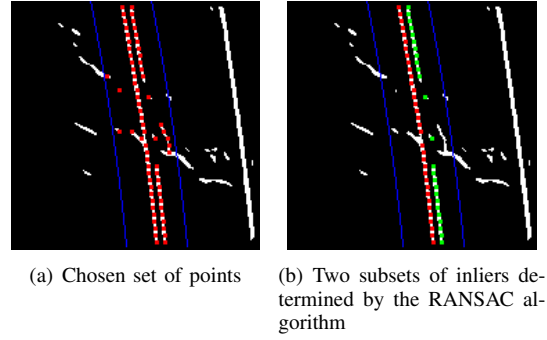 (a) Chosen set of points
(b) Two subsets of inliers de-
termined by the RANSAC al-
gorithm